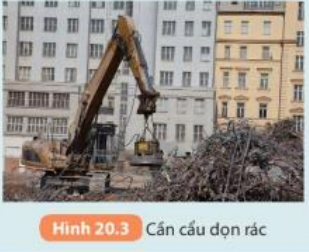 Hình 20.3 Cần cẩu dọn rác